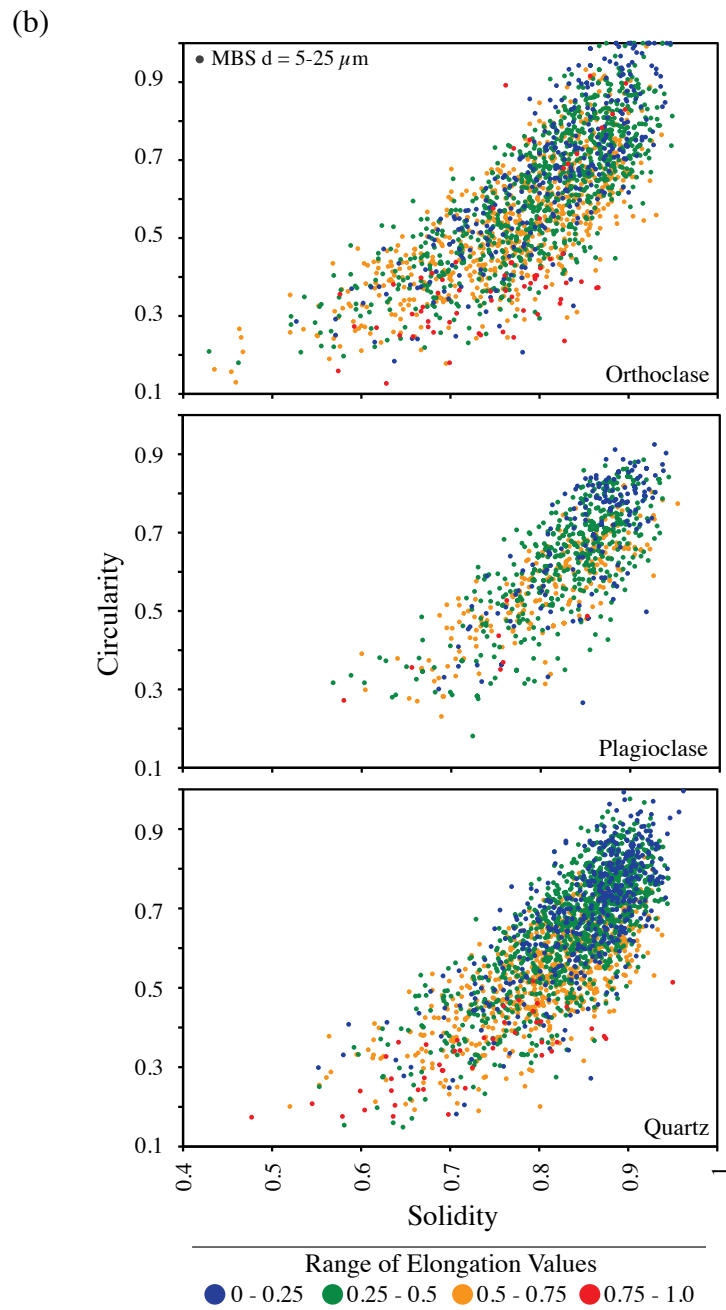 (b)
MBS d = 5-25 µm
0.9
0.7
0.5
0.3
0.1
Orthoclase
0.9
0.7
0.5
0.3
0.1
Plagioclase
Circularity
0.9
0.7
0.5
0.3
0.1
Quartz
0.4 0.5 0.6 0.7 0.8 0.9 1
Solidity
Range of Elongation Values
0 - 0.25 0.25 - 0.5 0.5 - 0.75 0.75 - 1.0